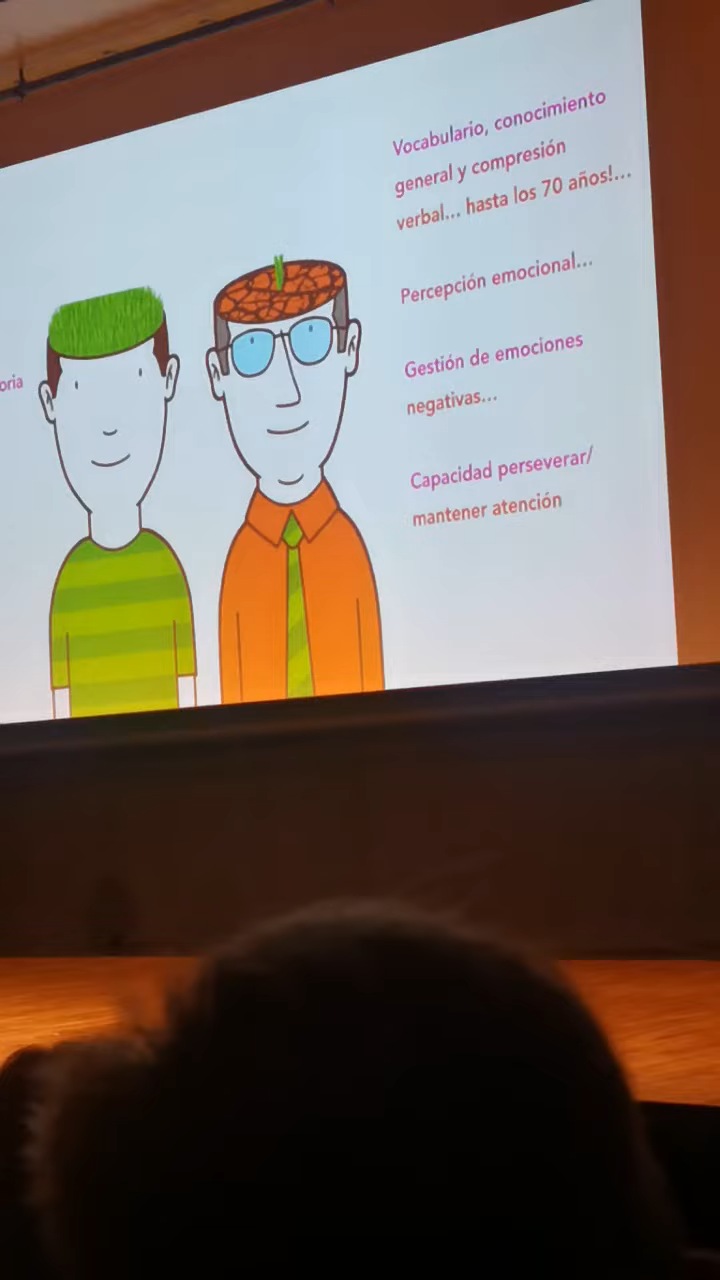 oria
Vocabulario, conocimiento
general y compresión
verbal... hasta los 70 años!...
Percepción emocional...
Gestión de emociones
negativas...
Capacidad perseverar/
mantener atención